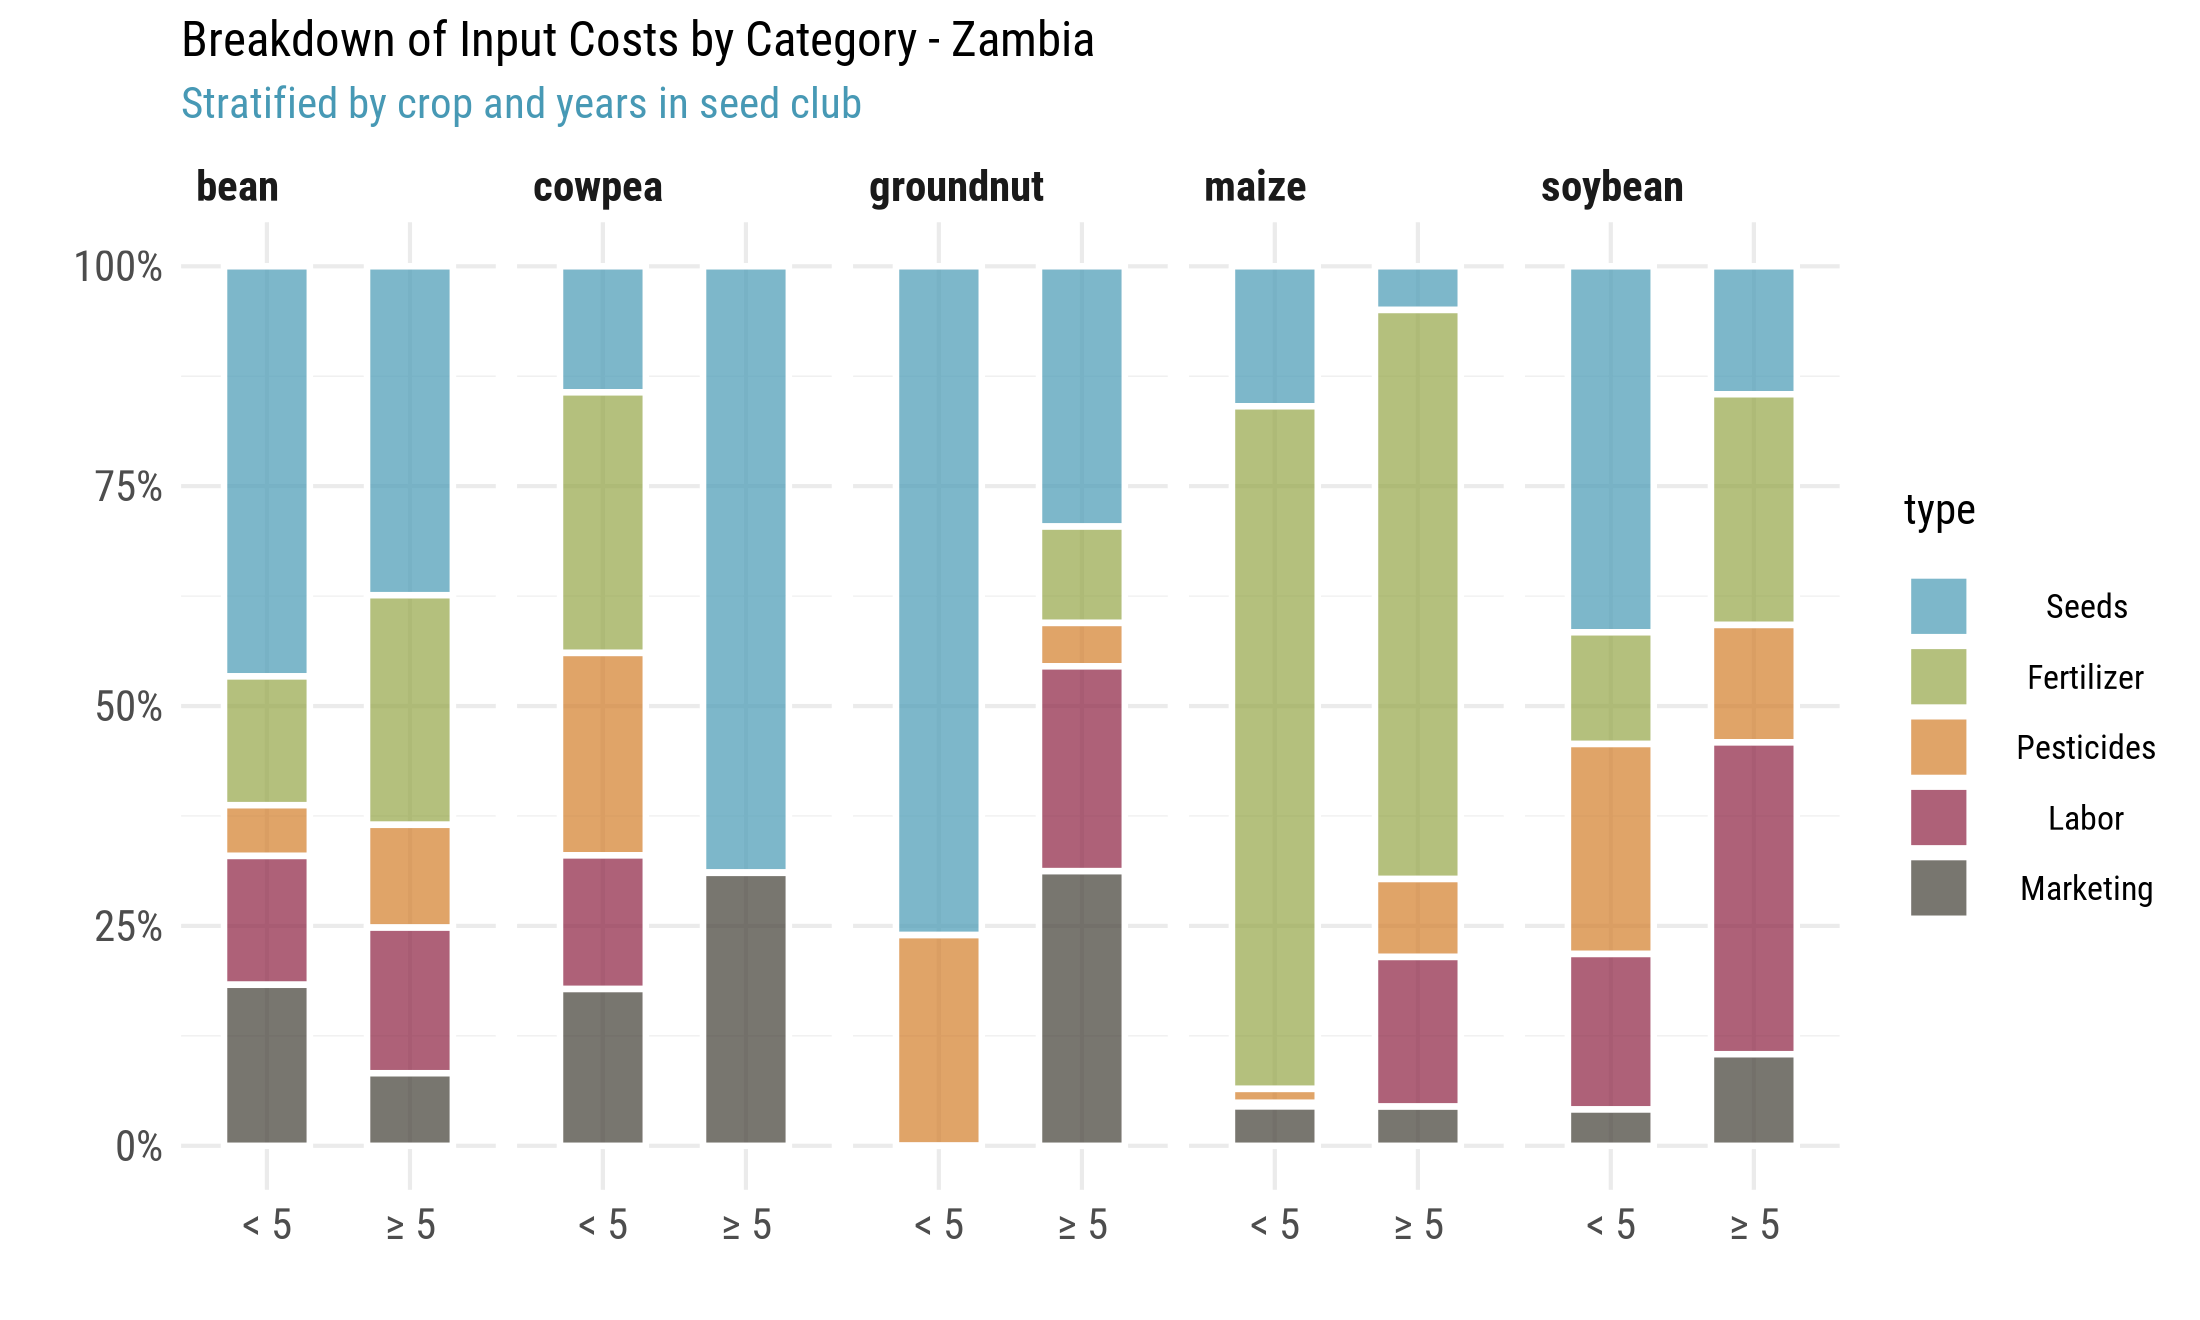 Breakdown of Input Costs by Category - Zambia
Stratified by crop and years in seed club
bean cowpea groundnut maize soybean
100%
75%
50%
25%
0%
< 5 ≥ 5 < 5 ≥ 5 < 5 ≥ 5 < 5 ≥ 5 < 5 ≥ 5
type
Seeds
Fertilizer
Pesticides
Labor
Marketing